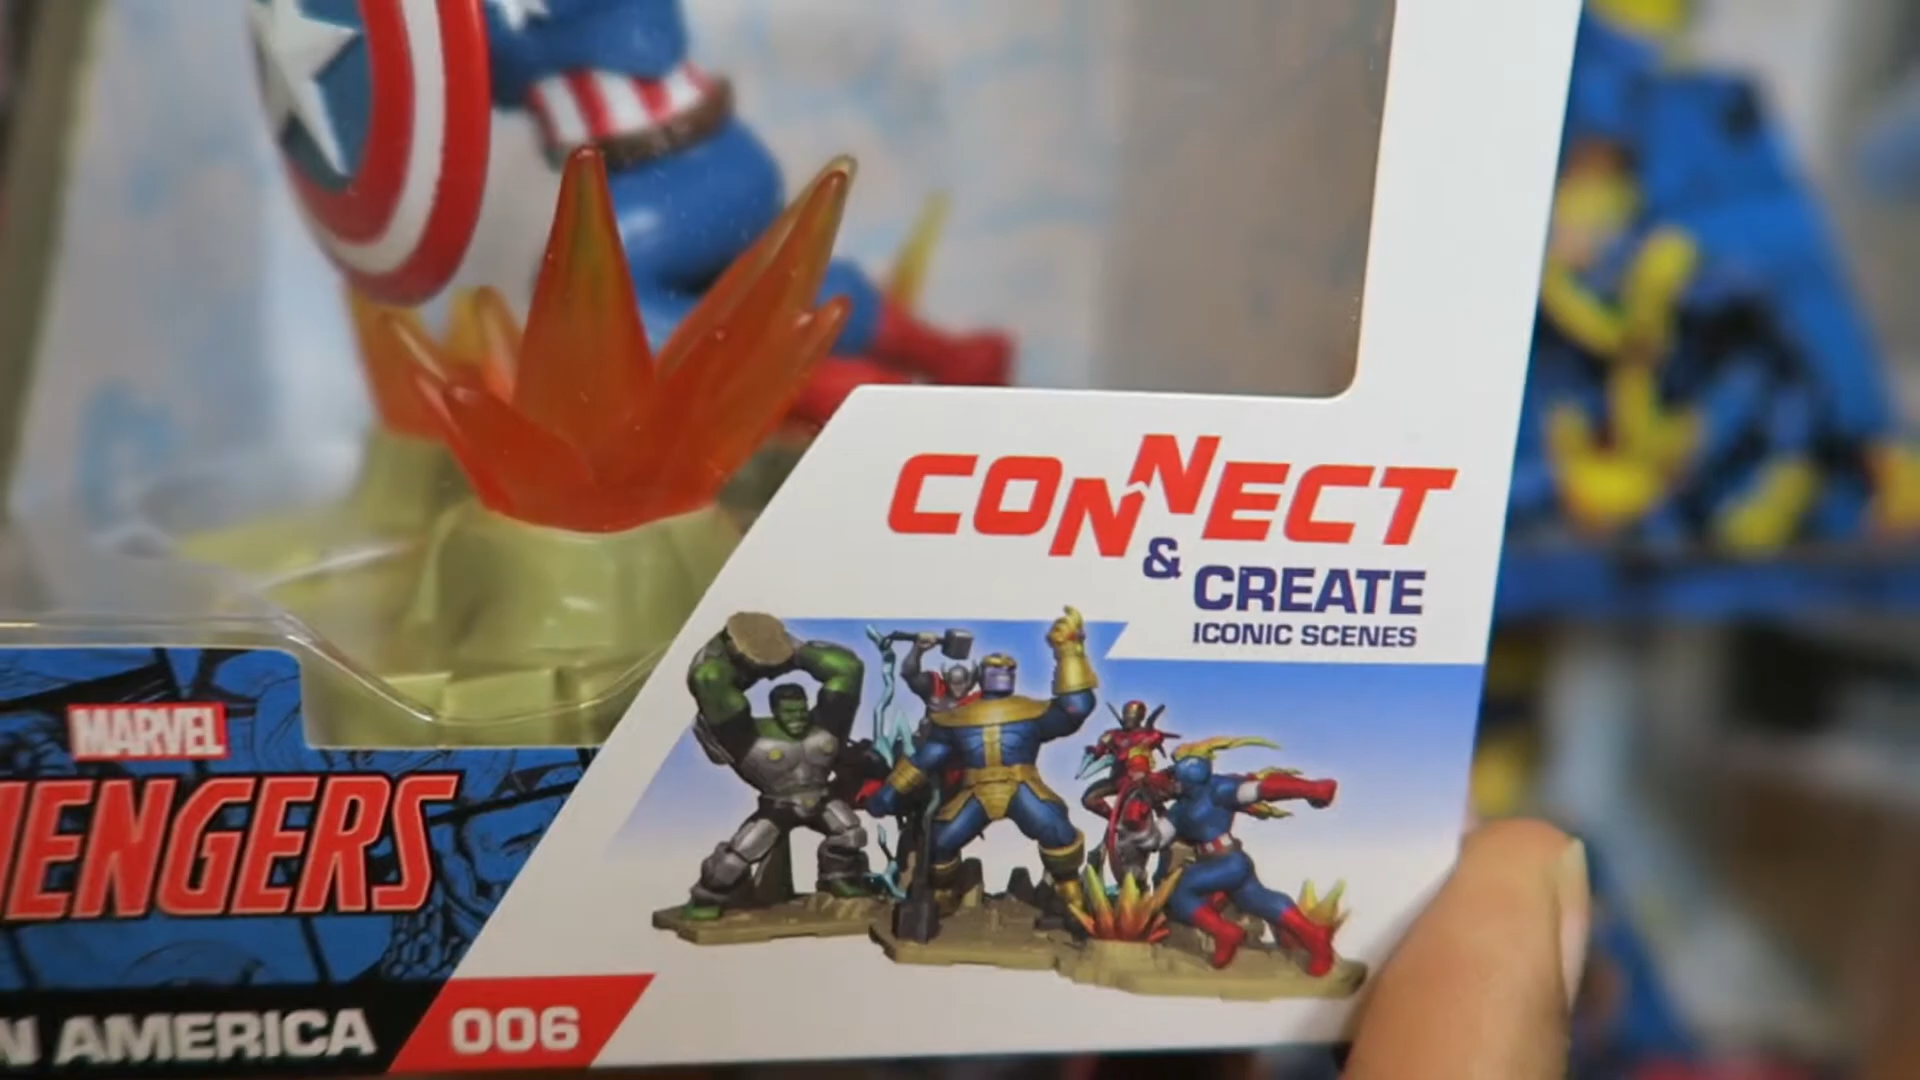 CONNECT
& CREATE
ICONIC SCENES
MARVEL
ENGERS
N AMERICA
006